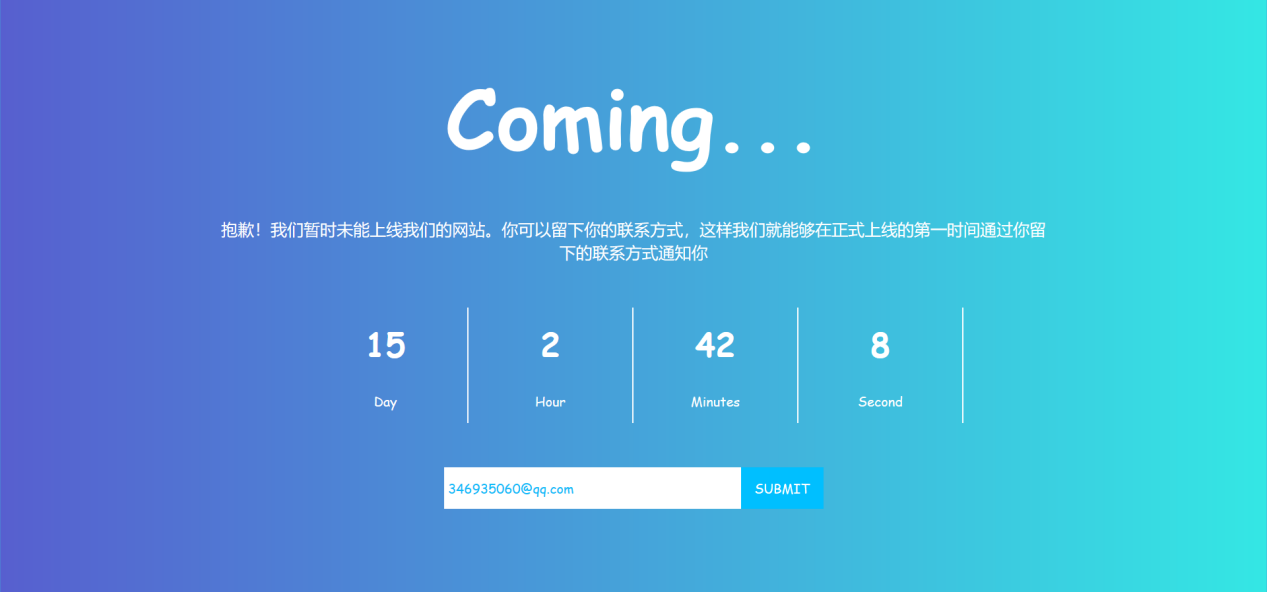 Coming...
抱歉！我们暂时未能上线我们的网站。你可以留下你的联系方式，这样我们就能够在正式上线的第一时间通过你留
下的联系方式通知你
15 2 42 8
Day Hour Minutes Second
346935060@qq.com SUBMIT